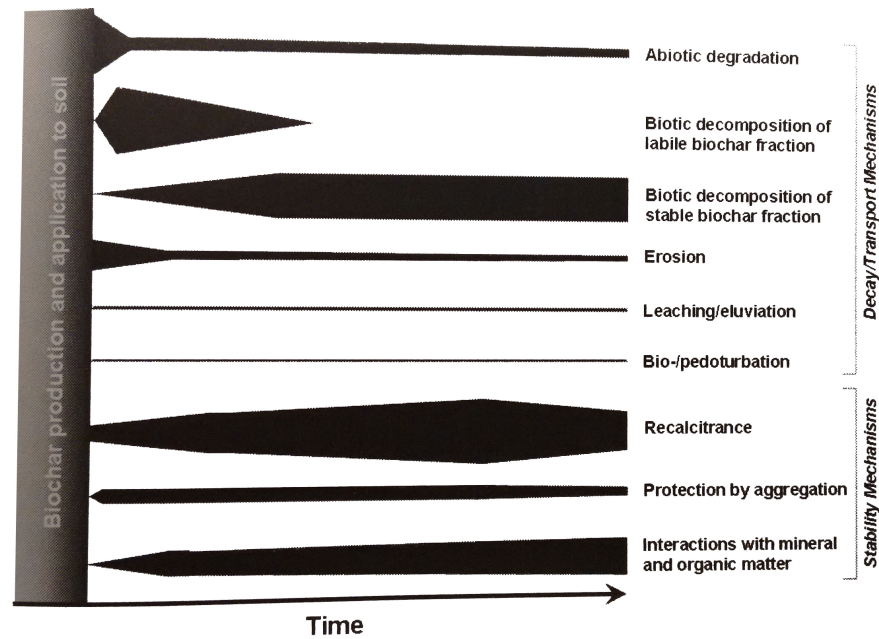 Biochar production and application to soil
Abiotic degradation
Biotic decomposition of
labile biochar fraction
Biotic decomposition of
stable biochar fraction
Erosion
Leaching/eluviation
Bio-/pedoturbation
Recalcitrance
Protection by aggregation
Interactions with mineral
and organic matter
Decay/Transport Mechanisms
Stability Mechanisms
Time